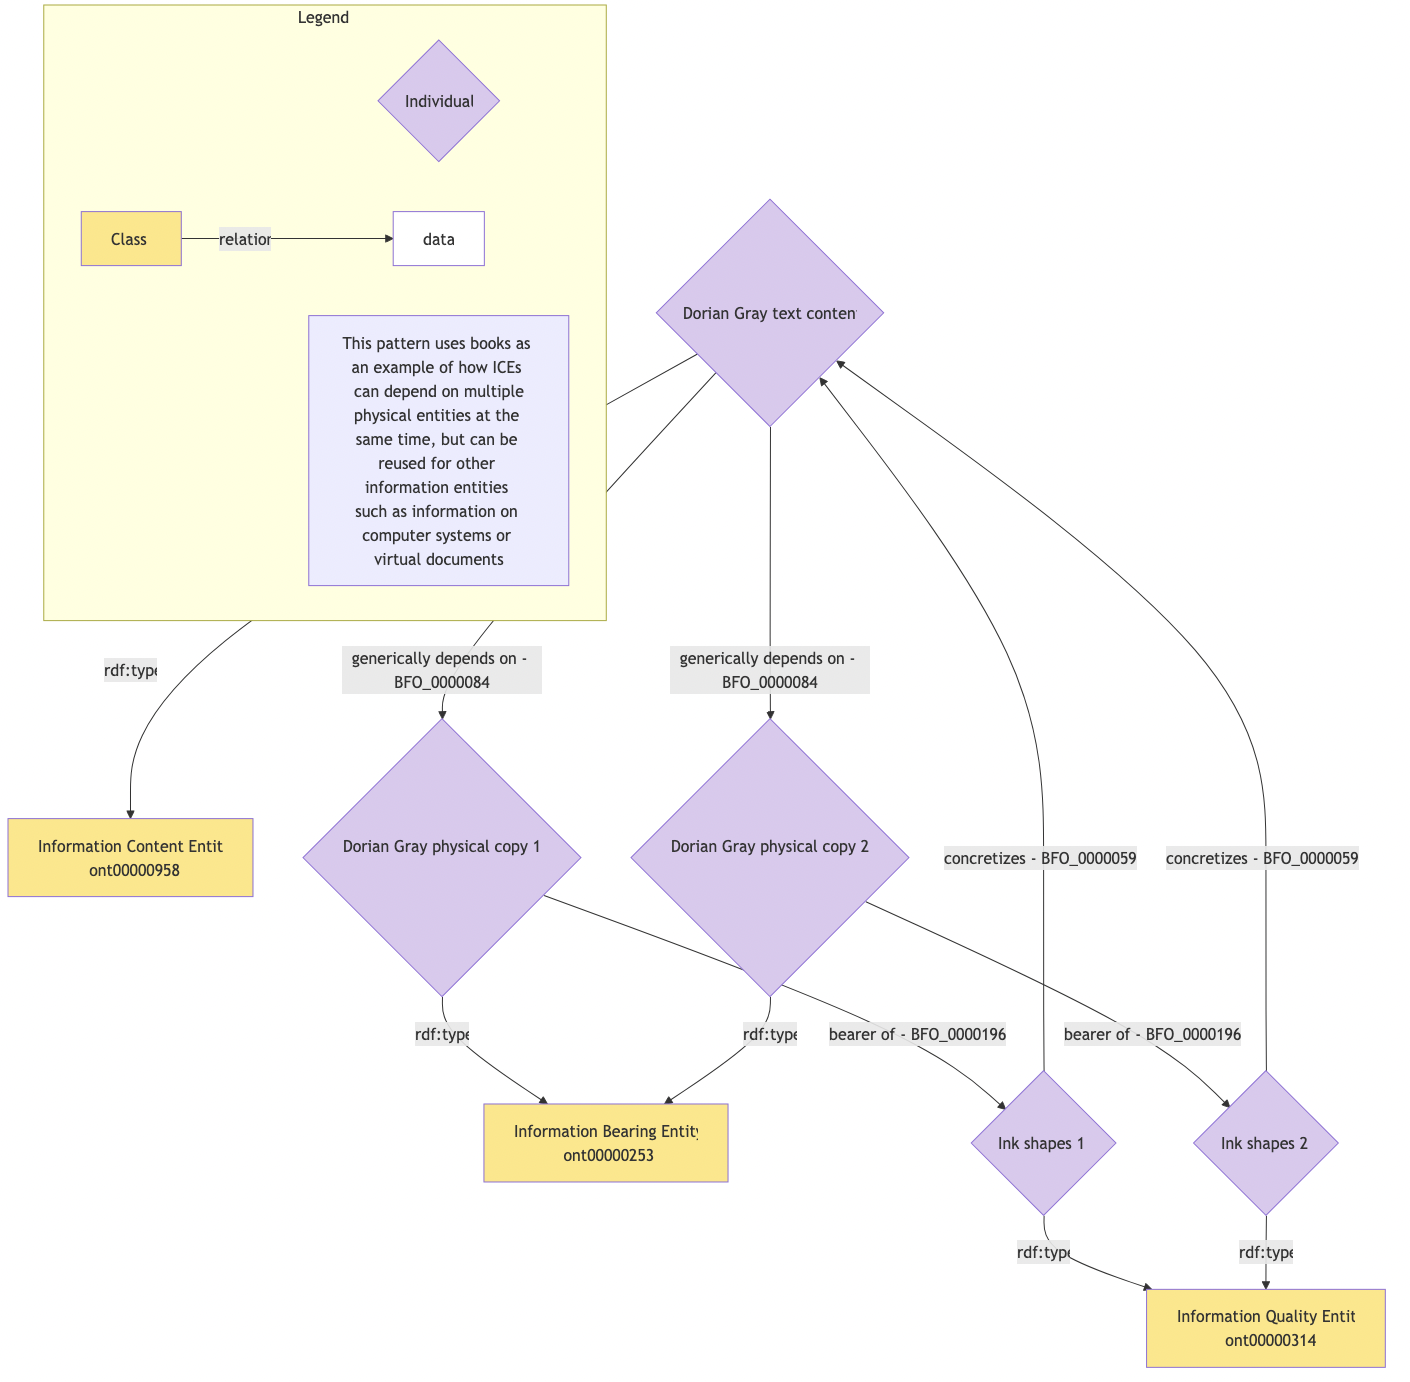 Legend
Individual
Class
relation
data
This pattern uses books as
an example of how ICEs
can depend on multiple
physical entities at the
same time, but can be
reused for other
information entities
such as information on
computer systems or
virtual documents
Dorian Gray text conten
rdf:type
generically depends on -
BFO_0000084
generically depends on -
BFO_0000084
Information Content Entit
ont00000958
Dorian Gray physical copy 1
Dorian Gray physical copy 2
concretizes - BFO_0000059
concretizes - BFO_0000059
rdf:type
rdf:type
bearer of - BFO_0000196
bearer of - BFO_0000196
Information Bearing Entity
ont00000253
Ink shapes 1
Ink shapes 2
rdf:type
rdf:type
Information Quality Entit
ont00000314